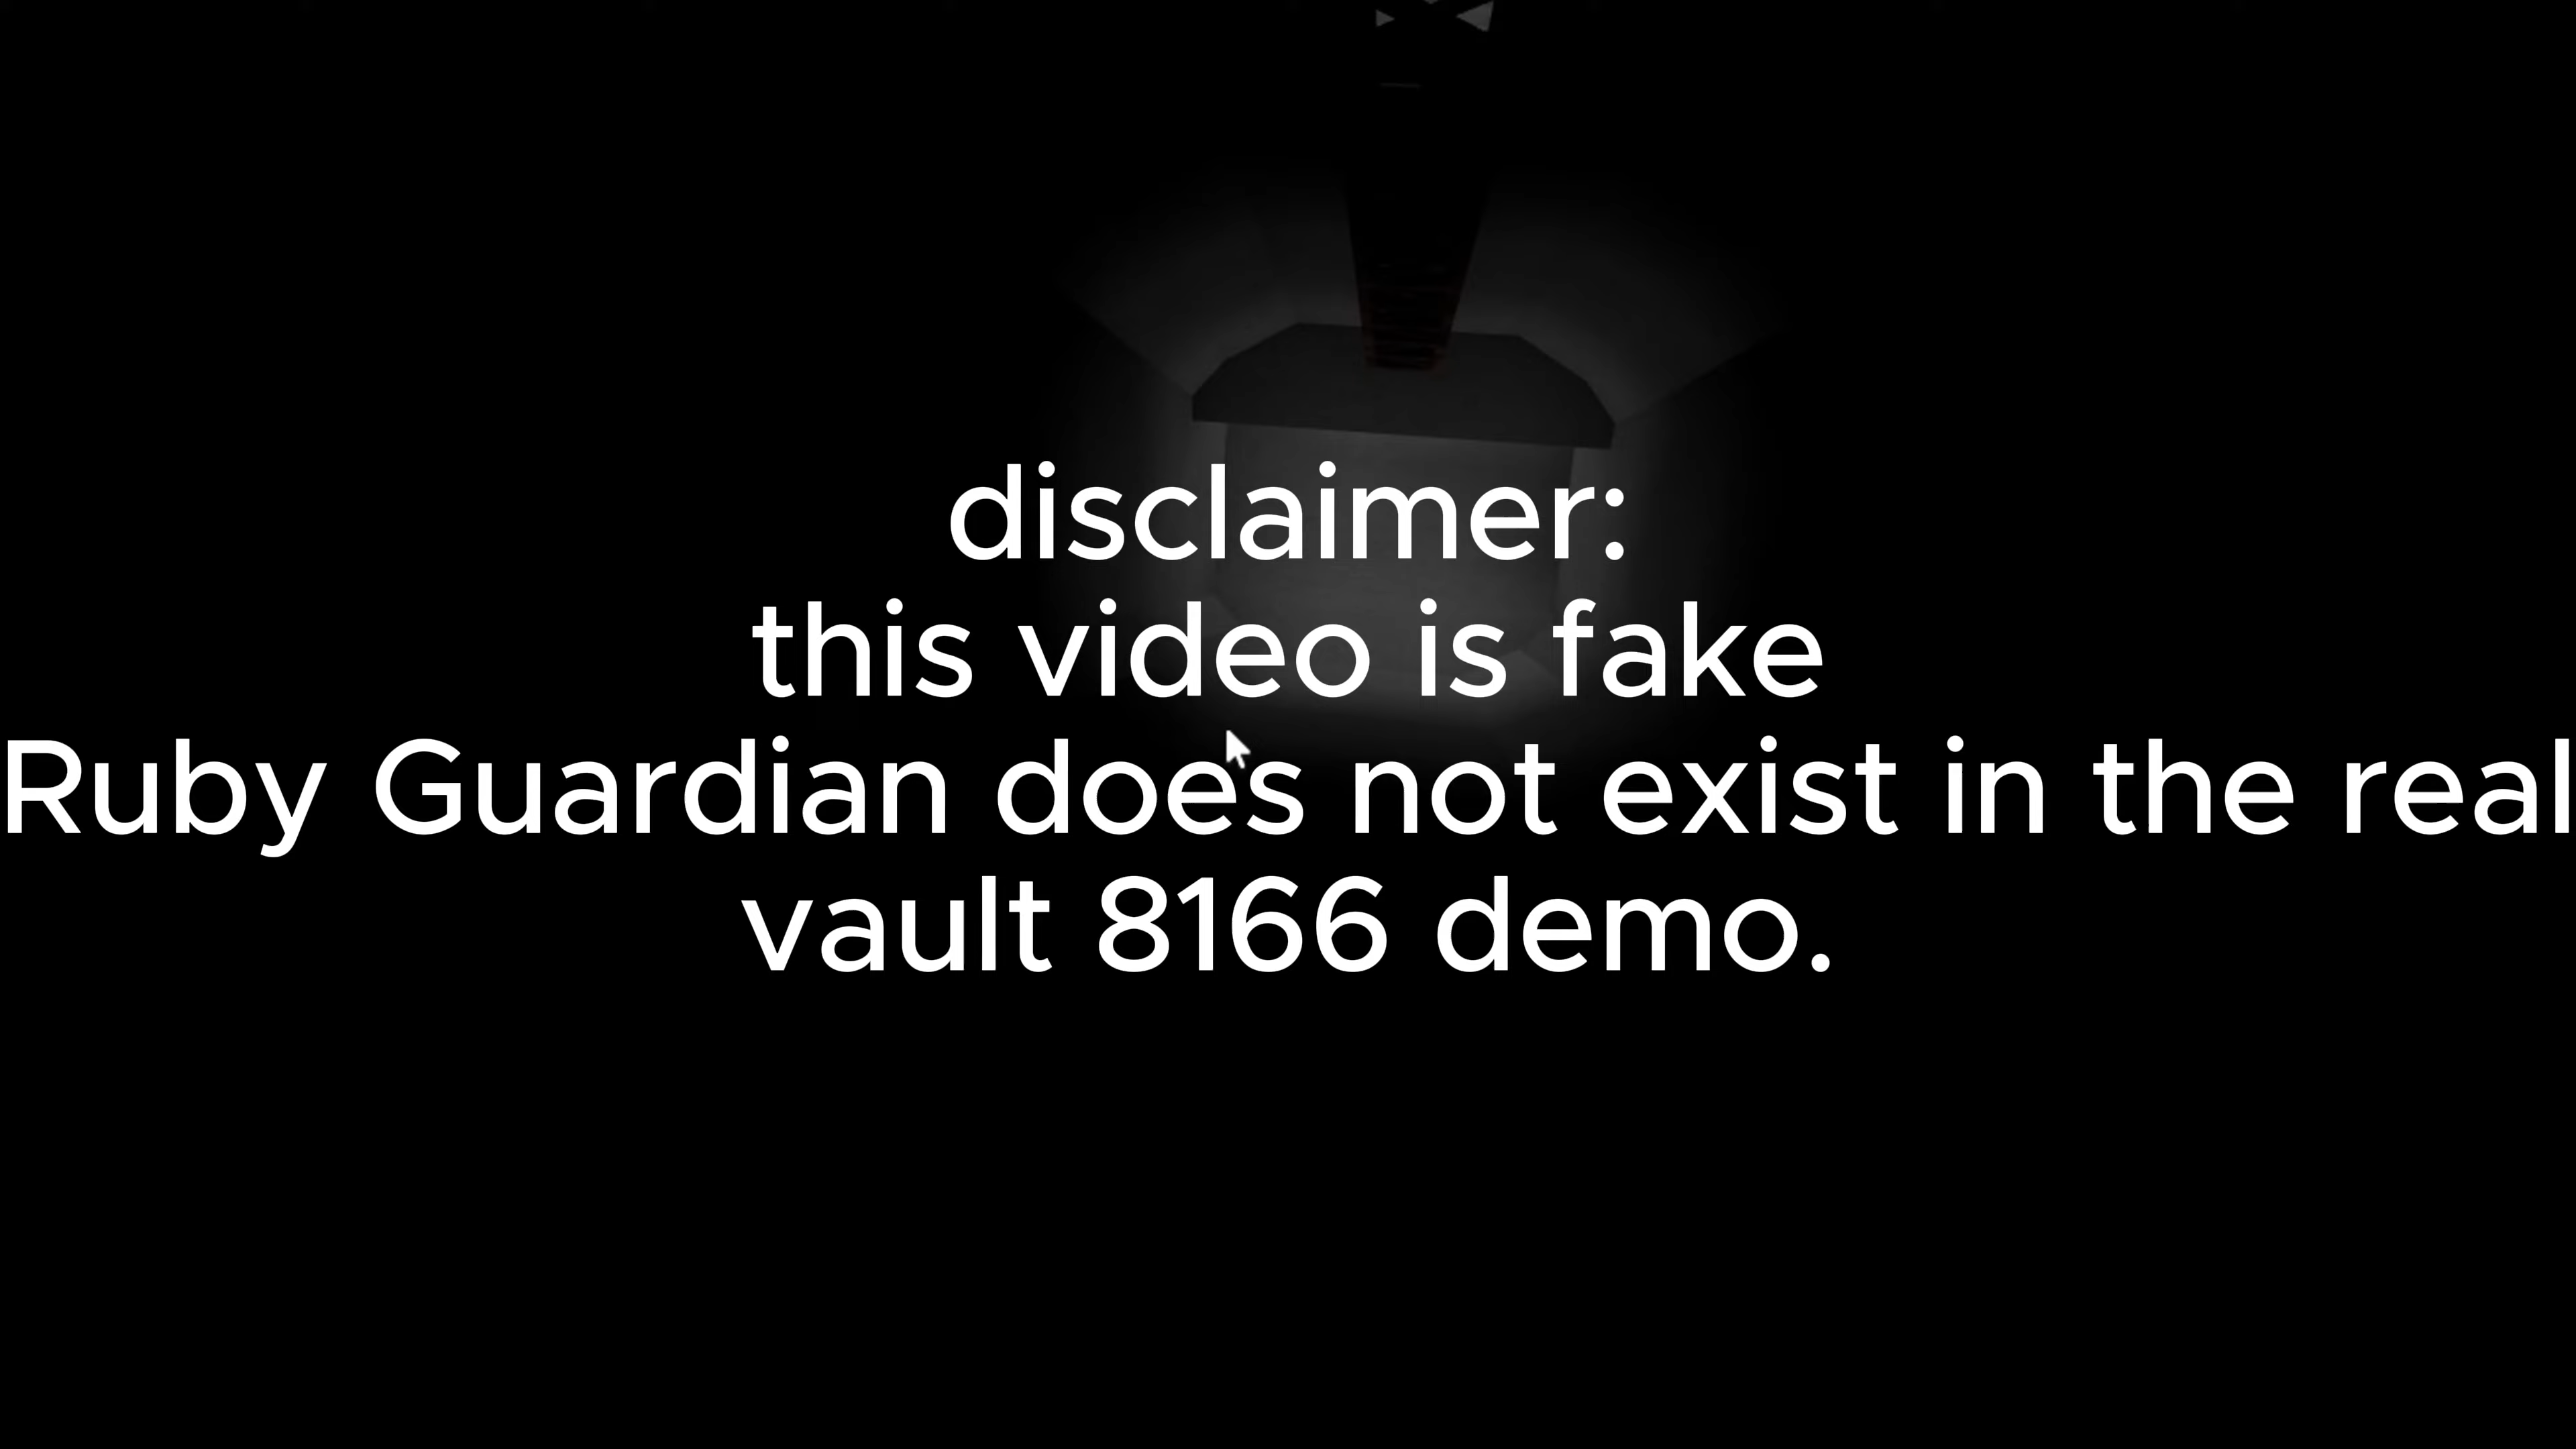 disclaimer:
this video is fake
Ruby Guardian does not exist in the real
vault 8166 demo.